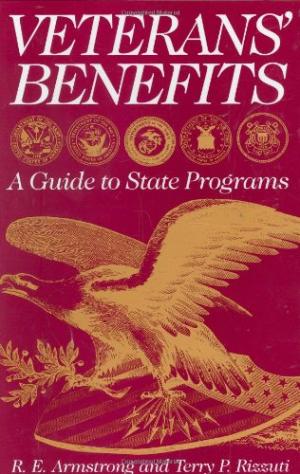 VETERANS'
BENEFITS
A Guide to State Programs
R. E. Armstrong and Terry P. Rizzuti